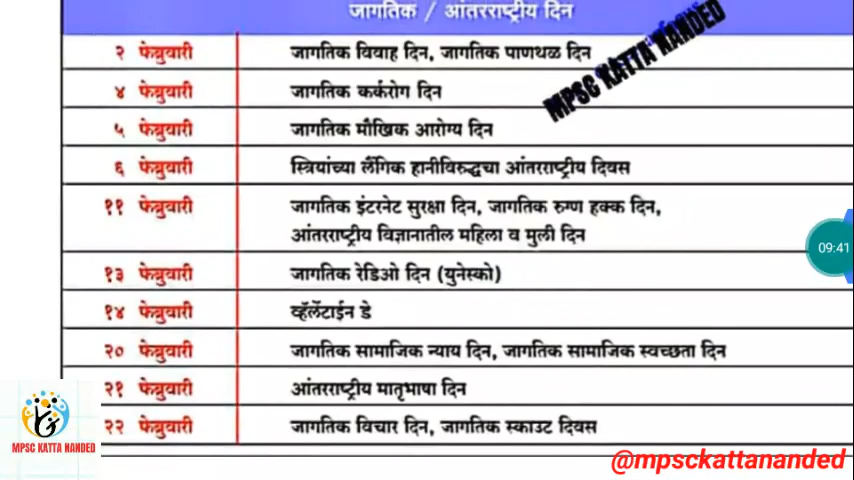 जागतिक / आंतरराष्ट्रीय दिन
MPSC KATTA NANDED
२ फेब्रुवारी जागतिक विवाह दिन, जागतिक पाणथळ दिन
४ फेब्रुवारी जागतिक कर्करोग दिन
५ फेब्रुवारी जागतिक मौखिक आरोग्य दिन
६ फेब्रुवारी स्त्रियांच्या लैंगिक हानीविरुद्धचा आंतरराष्ट्रीय दिवस
११ फेब्रुवारी जागतिक इंटरनेट सुरक्षा दिन, जागतिक रुग्ण हक्क दिन,
आंतरराष्ट्रीय विज्ञानातील महिला व मुली दिन
09:41
१३ फेब्रुवारी जागतिक रेडिओ दिन (युनेस्को)
१४ फेब्रुवारी व्हॅलेंटाईन डे
२० फेब्रुवारी जागतिक सामाजिक न्याय दिन, जागतिक सामाजिक स्वच्छता दिन
२१ फेब्रुवारी आंतरराष्ट्रीय मातृभाषा दिन
२२ फेब्रुवारी जागतिक विचार दिन, जागतिक स्काउट दिवस
MPSC KATTA NANDED
@mpsckattananded